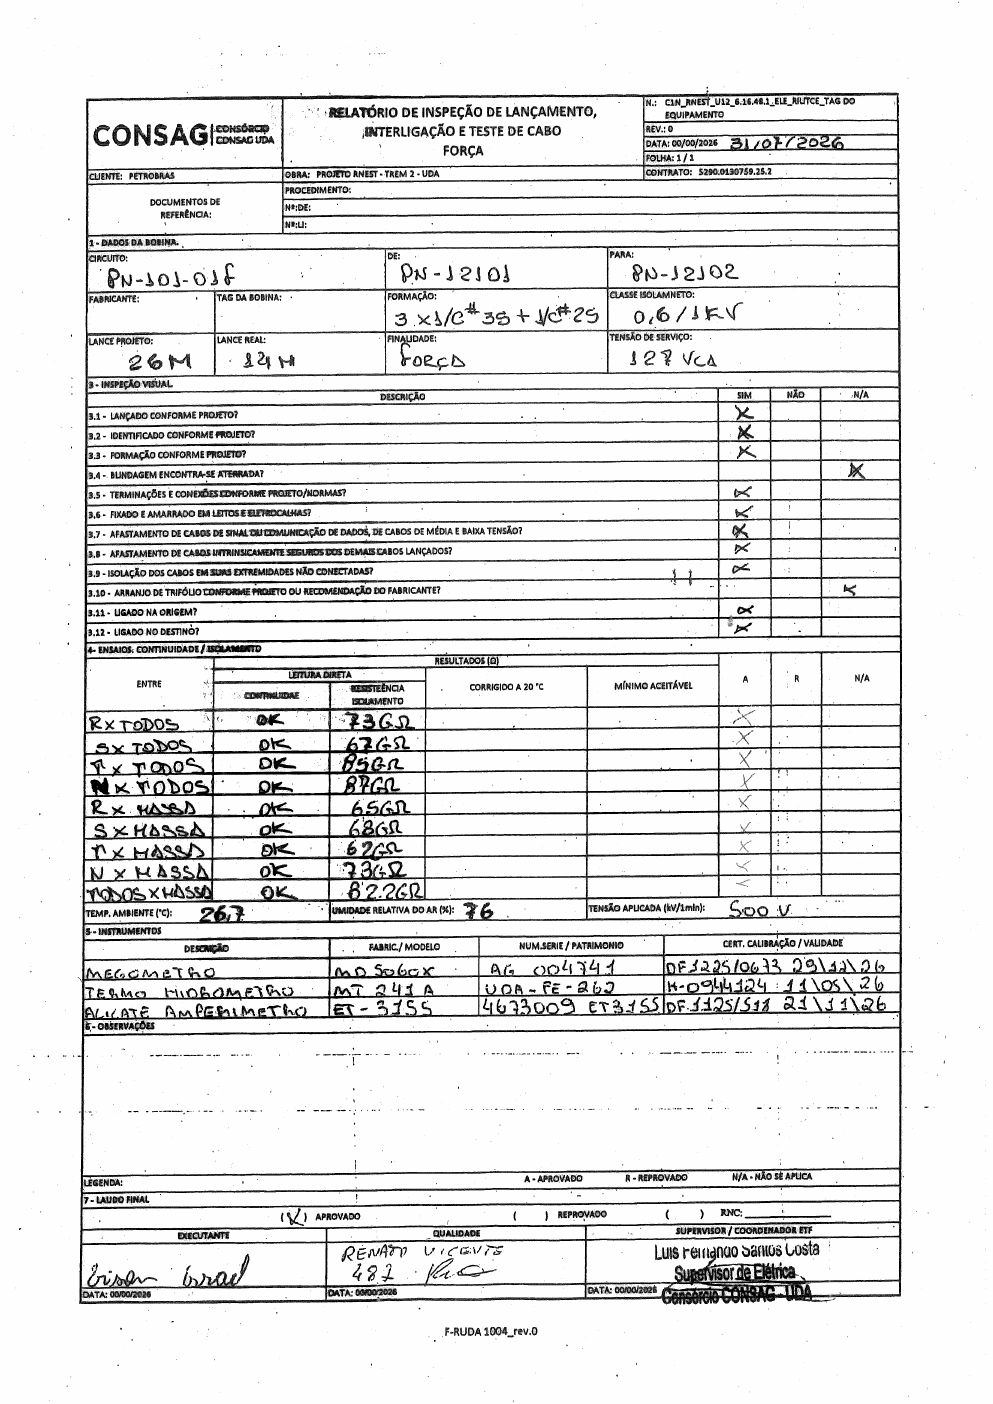 CONSAG CONSÓRCIO CONSAG UDA
RELATÓRIO DE INSPEÇÃO DE LANÇAMENTO, INTERLIGAÇÃO E TESTE DE CABO FORÇA
N.: C1N_RNEST_U12_6.16.48.1_ELE_RIUTCE_TAG DO EQUIPAMENTO
REV.: 0
DATA: 00/00/2026 31/07/2026
FOLHA: 1 / 1
CLIENTE: PETROBRAS OBRA: PROJETO RNEST - TREM 2 - UDA CONTRATO: 5290.0130759.25.2
DOCUMENTOS DE REFERÊNCIA:
PROCEDIMENTO:
Nº:DE:
Nº:LI:
1 - DADOS DA BOBINA.
CIRCUITO: PN-101-01F DE: PN-12101 PARA: PN-12102
FABRICANTE: TAG DA BOBINA: FORMAÇÃO: 3 x 1/C#35 + 1/C#25 CLASSE ISOLAMNETO: 0,6/1KV
LANCE PROJETO: 26M LANCE REAL: 14M FINALIDADE: FORÇA TENSÃO DE SERVIÇO: 127 VCA
3 - INSPEÇÃO VISUAL
DESCRIÇÃO SIM NÃO N/A
3.1 - LANÇADO CONFORME PROJETO? X
3.2 - IDENTIFICADO CONFORME PROJETO? X
3.3 - FORMAÇÃO CONFORME PROJETO? X
3.4 - BLINDAGEM ENCONTRA-SE ATERRADA? X
3.5 - TERMINAÇÕES E CONEXÕES CONFORME PROJETO/NORMAS? X
3.6 - FIXADO E AMARRADO EM LEITOS E ELETROCALHAS? X
3.7 - AFASTAMENTO DE CABOS DE SINAL OU COMUNICAÇÃO DE DADOS, DE CABOS DE MÉDIA E BAIXA TENSÃO? X
3.8 - AFASTAMENTO DE CABOS INTRINSICAMENTE SEGUROS DOS DEMAIS CABOS LANÇADOS? X
3.9 - ISOLAÇÃO DOS CABOS EM SUAS EXTREMIDADES NÃO CONECTADAS? X
3.10 - ARRANJO DE TRIFÓLIO CONFORME PROJETO OU RECOMENDAÇÃO DO FABRICANTE? X
3.11 - LIGADO NA ORIGEM? X
3.12 - LIGADO NO DESTINO? X
4- ENSAIOS: CONTINUIDADE / ISOLAMENTO
ENTRE RESULTADOS (Ω) A R N/A
LEITURA DIRETA CORRIGIDO A 20 °C MÍNIMO ACEITÁVEL
CONTINUIDAE RESISTEÊNCIA ISOLAMENTO
R x TODOS OK 73GΩ X
S x TODOS OK 67GΩ X
T x TODOS OK 85GΩ X
N x TODOS OK 87GΩ X
R x MASSA OK 65GΩ X
S x MASSA OK 68GΩ X
T x MASSA OK 62GΩ X
N x MASSA OK 73GΩ X
TODOS x MASSA OK 82.2GΩ X
TEMP. AMBIENTE (°C): 26,7 UMIDADE RELATIVA DO AR (%): 76 TENSÃO APLICADA (kV/1min): 500 V
5 - INSTRUMENTOS
DESCRIÇÃO FABRIC./ MODELO NUM.SERIE / PATRIMONIO CERT. CALIBRAÇÃO / VALIDADE
MEGOMETRO MD 5060X AG 004741 DF1225/0673 29\12\26
TERMO HIDROMETRO MT 241A UDA-PE-262 H-0944124 11\05\26
ALICATE AMPERIMETRO ET-3155 4673009 ET3155 DF.1125/518 21\11\26
6 - OBSERVAÇÕES
LEGENDA: A - APROVADO R - REPROVADO N/A - NÃO SE APLICA
7 - LAUDO FINAL
(X) APROVADO ( ) REPROVADO ( ) RNC:
EXECUTANTE QUALIDADE SUPERVISOR / COORDENADOR ETF
RENATO VICENTE
487
Luis Fernando Santos Costa
Supervisor de Elétrica
Consórcio CONSAG - UDA
DATA: 00/00/2026 DATA: 00/00/2026 DATA: 00/00/2026
F-RUDA 1004_rev.0